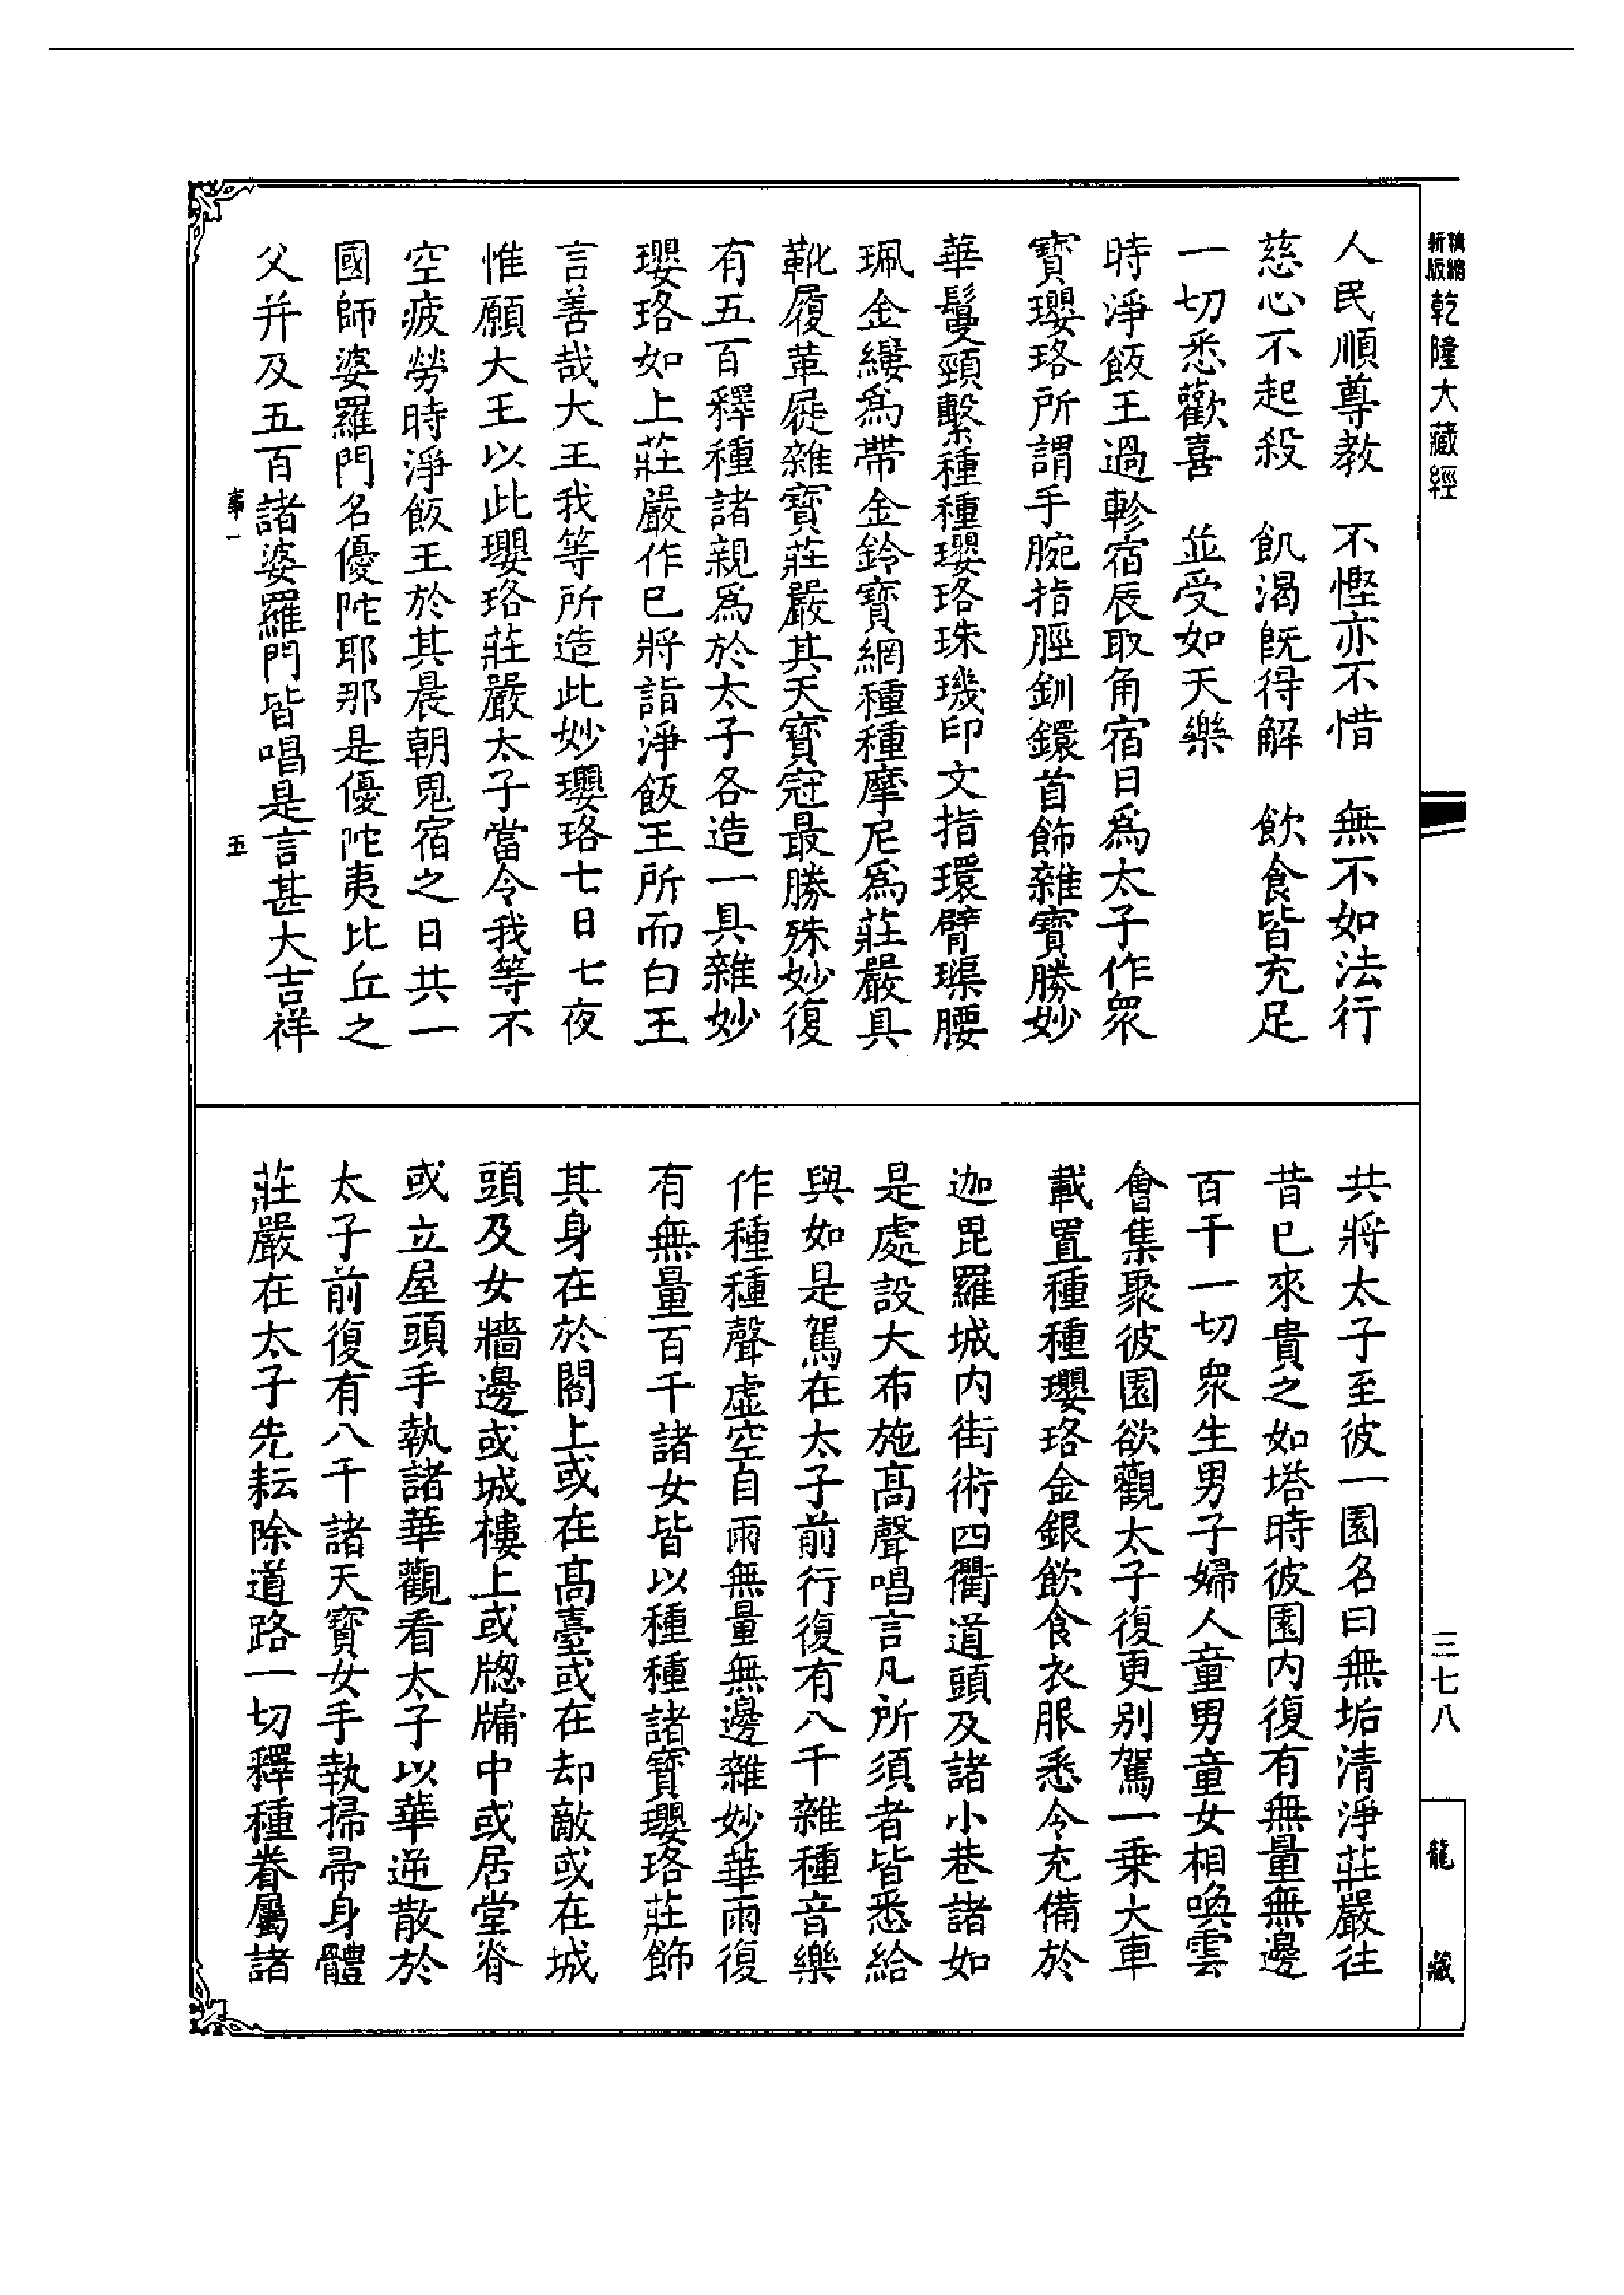 精縮新版 乾隆大藏經
人民順尊教 不慳亦不惜 無不如法行
慈心不起殺 飢渴旣得解 飲食皆充足
一切悉歡喜 並受如天樂
時淨飯王過軫宿辰取角宿日爲太子作衆
寳瓔珞所謂手腕指脛釧鐶首飾雜寳勝妙
華鬘頸繫種種瓔珞珠璣印文指環臂璖腰
珮金縷爲帶金鈴寳網種種摩尼爲莊嚴具
靴履革屣雜寳莊嚴其天寳冠最勝殊妙復
有五百釋種諸親爲於太子各造一具雜妙
瓔珞如上莊嚴作巳將詣淨飯王所而白王
言善哉大王我等所造此妙瓔珞七日七夜
惟願大王以此瓔珞莊嚴太子當令我等不
空疲勞時淨飯王於其晨朝鬼宿之日共一
國師婆羅門名優陀耶那是優陀夷比丘之
父并及五百諸婆羅門皆唱是言甚大吉祥
事一 五
共將太子至彼一園名曰無垢清淨莊嚴往
昔巳來貴之如塔時彼園内復有無量無邊
百千一切衆生男子婦人童男童女相喚雲
會集聚彼園欲觀太子復更别駕一乗大車
載置種種瓔珞金銀飲食衣服悉令充備於
迦毘羅城内街術四衢道頭及諸小巷諸如
是處設大布施髙聲唱言凡所須者皆悉給
與如是駕在太子前行復有八千雜種音樂
作種種聲虚空自雨無量無邊雜妙華雨復
有無量百千諸女皆以種種諸寳瓔珞莊飾
其身在於閣上或在髙臺或在却敵或在城
頭及女牆邊或城樓上或牎牖中或居堂脊
或立屋頭手執諸華觀看太子以華逆散於
太子前復有八千諸天寳女手執掃帚身體
莊嚴在太子先耘除道路一切釋種眷屬諸
三七八
龍藏